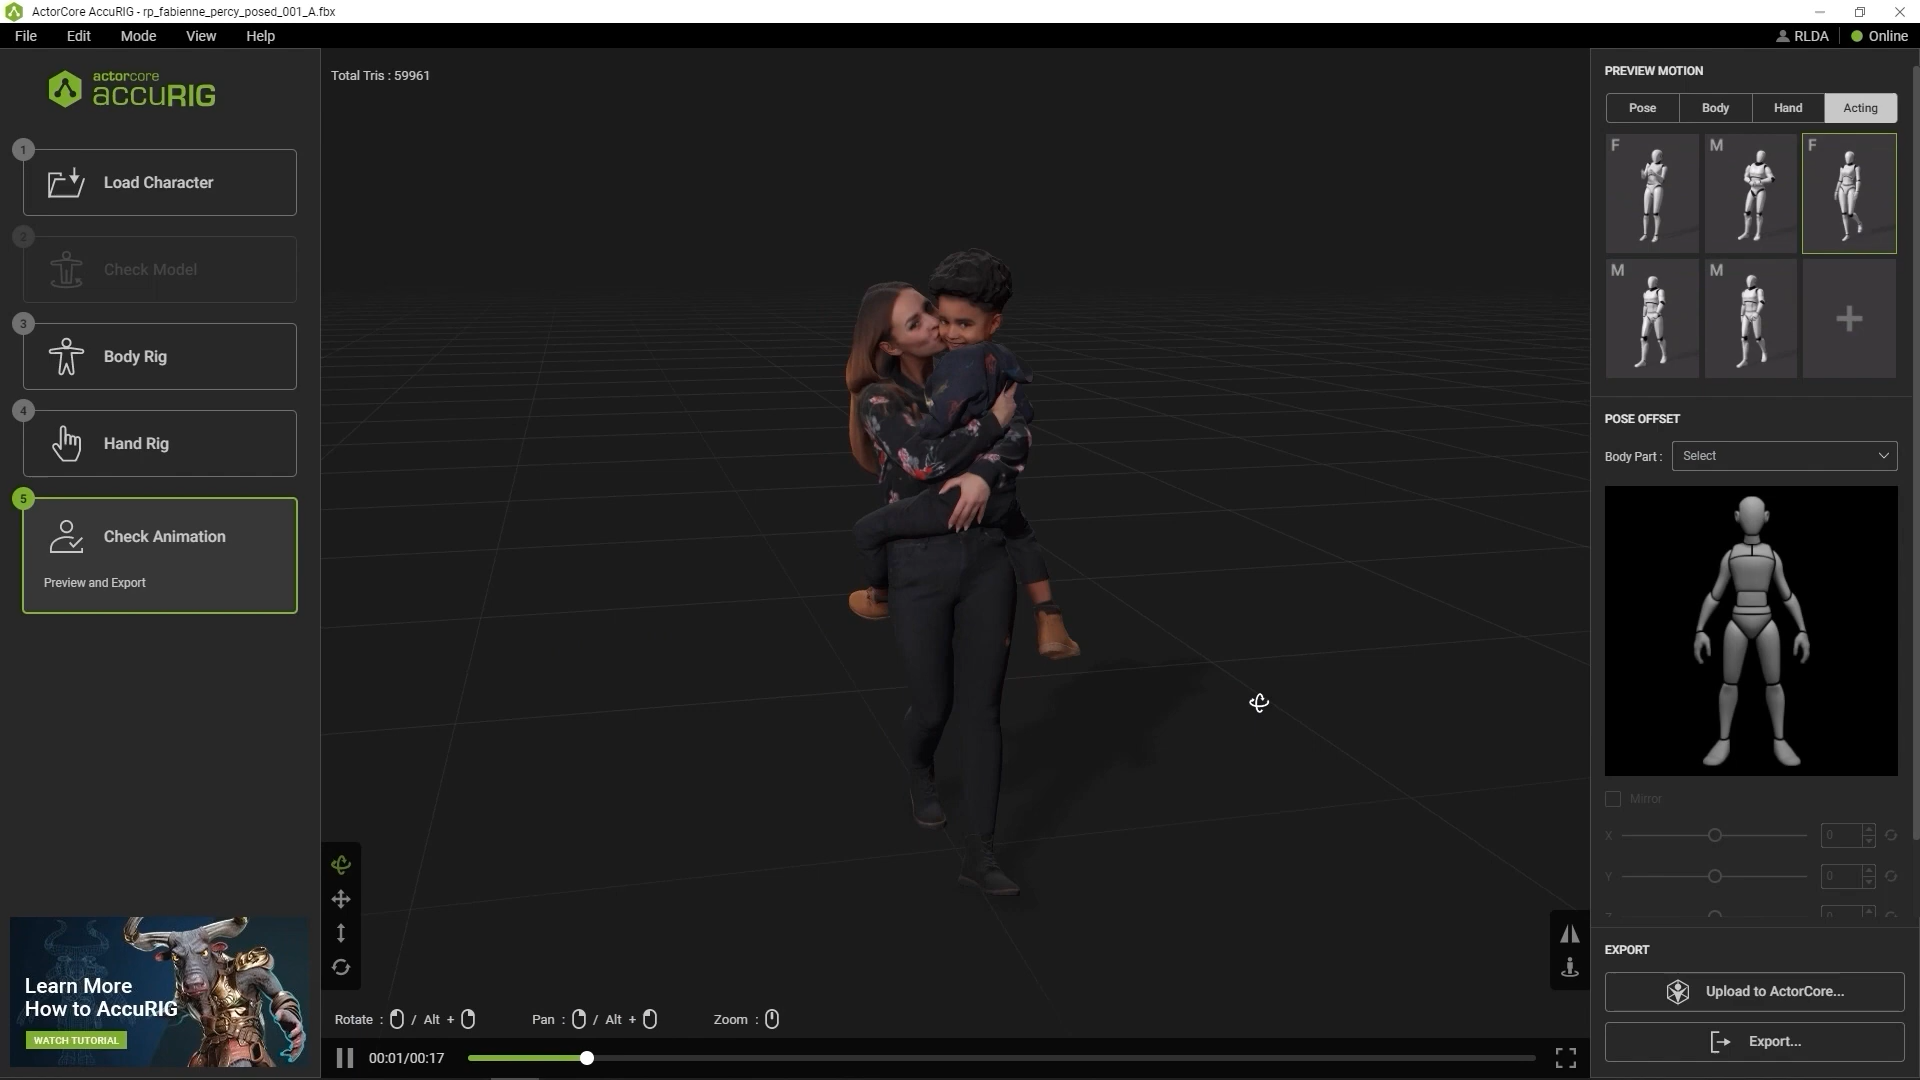 ActorCore AccuRIG - rp_fabienne_percy_posed_001_A.fbx
File Edit Mode View Help
RLDA
Online
actorcore
accuRIG
1
Load Character
2
Check Model
3
Body Rig
4
Hand Rig
5
Check Animation
Preview and Export
Learn More
How to AccuRIG
WATCH TUTORIAL
Total Tris : 59961
Rotate : / Alt +
Pan : / Alt +
Zoom :
00:01/00:17
PREVIEW MOTION
Pose Body Hand Acting
F M F
M M
POSE OFFSET
Body Part : Select
Mirror
X 0
Y 0
Z 0
EXPORT
Upload to ActorCore...
Export...